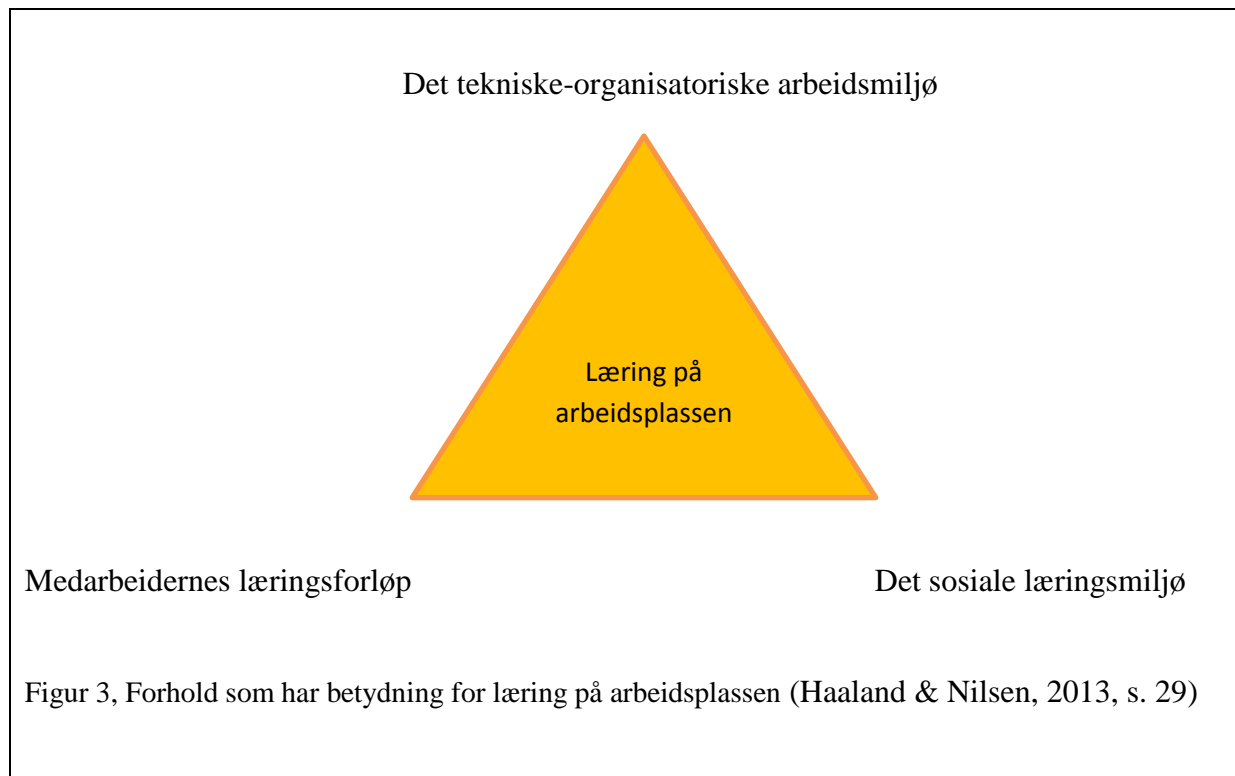 Det tekniske-organisatoriske arbeidsmiljø
Læring på
arbeidsplassen
Medarbeidernes læringsforløp
Det sosiale læringsmiljø
Figur 3, Forhold som har betydning for læring på arbeidsplassen (Haaland & Nilsen, 2013, s. 29)